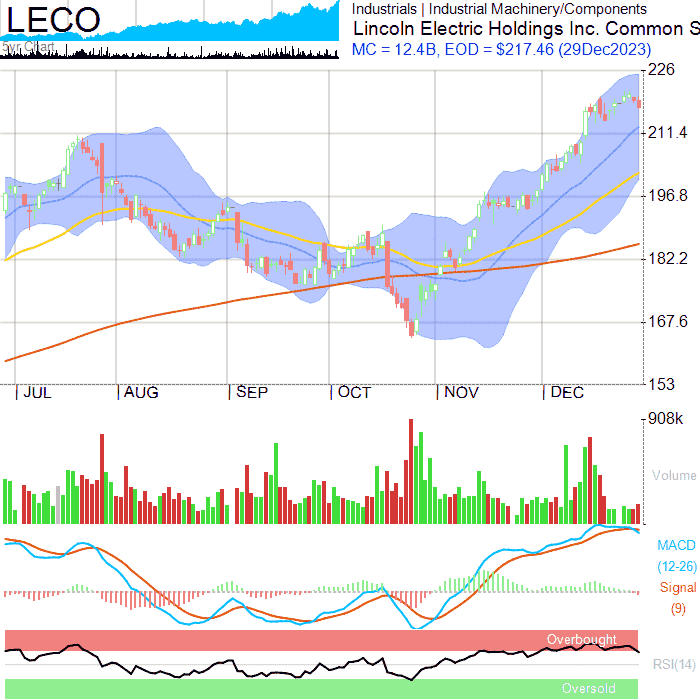 LECO
5yr Chart
Industrials | Industrial Machinery/Components
Lincoln Electric Holdings Inc. Common S
MC = 12.4B, EOD = $217.46 (29Dec2023)
226
211.4
196.8
182.2
167.6
153
JUL AUG SEP OCT NOV DEC
908k
Volume
MACD
(12-26)
Signal
(9)
Overbought
RSI(14)
Oversold